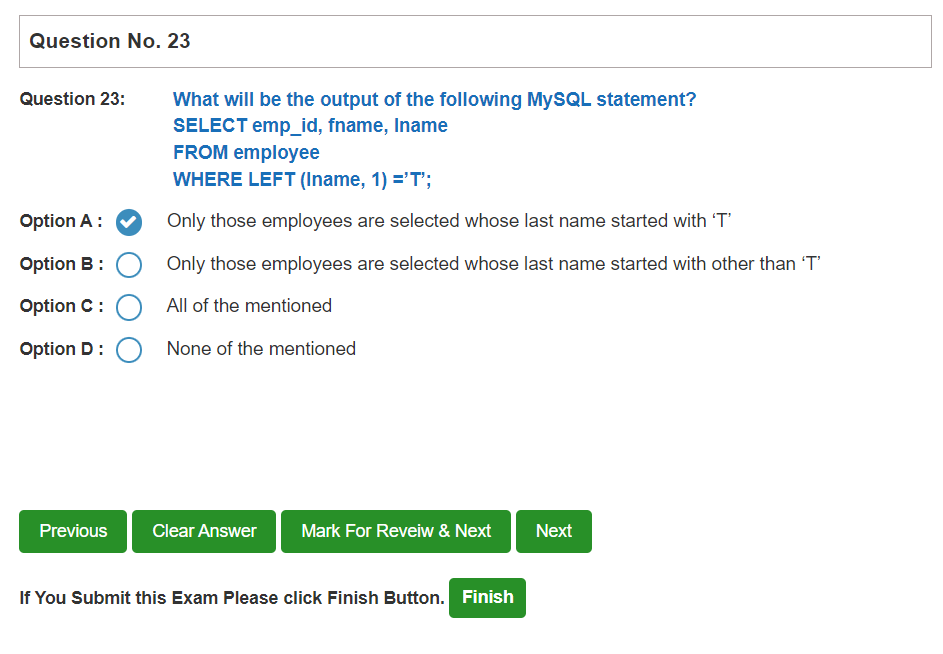 Question No. 23
Question 23: What will be the output of the following MySQL statement?
SELECT emp_id, fname, lname
FROM employee
WHERE LEFT (lname, 1) =’T’;
Option A : Only those employees are selected whose last name started with ‘T’
Option B : Only those employees are selected whose last name started with other than ‘T’
Option C : All of the mentioned
Option D : None of the mentioned
Previous Clear Answer Mark For Reveiw & Next Next
If You Submit this Exam Please click Finish Button. Finish